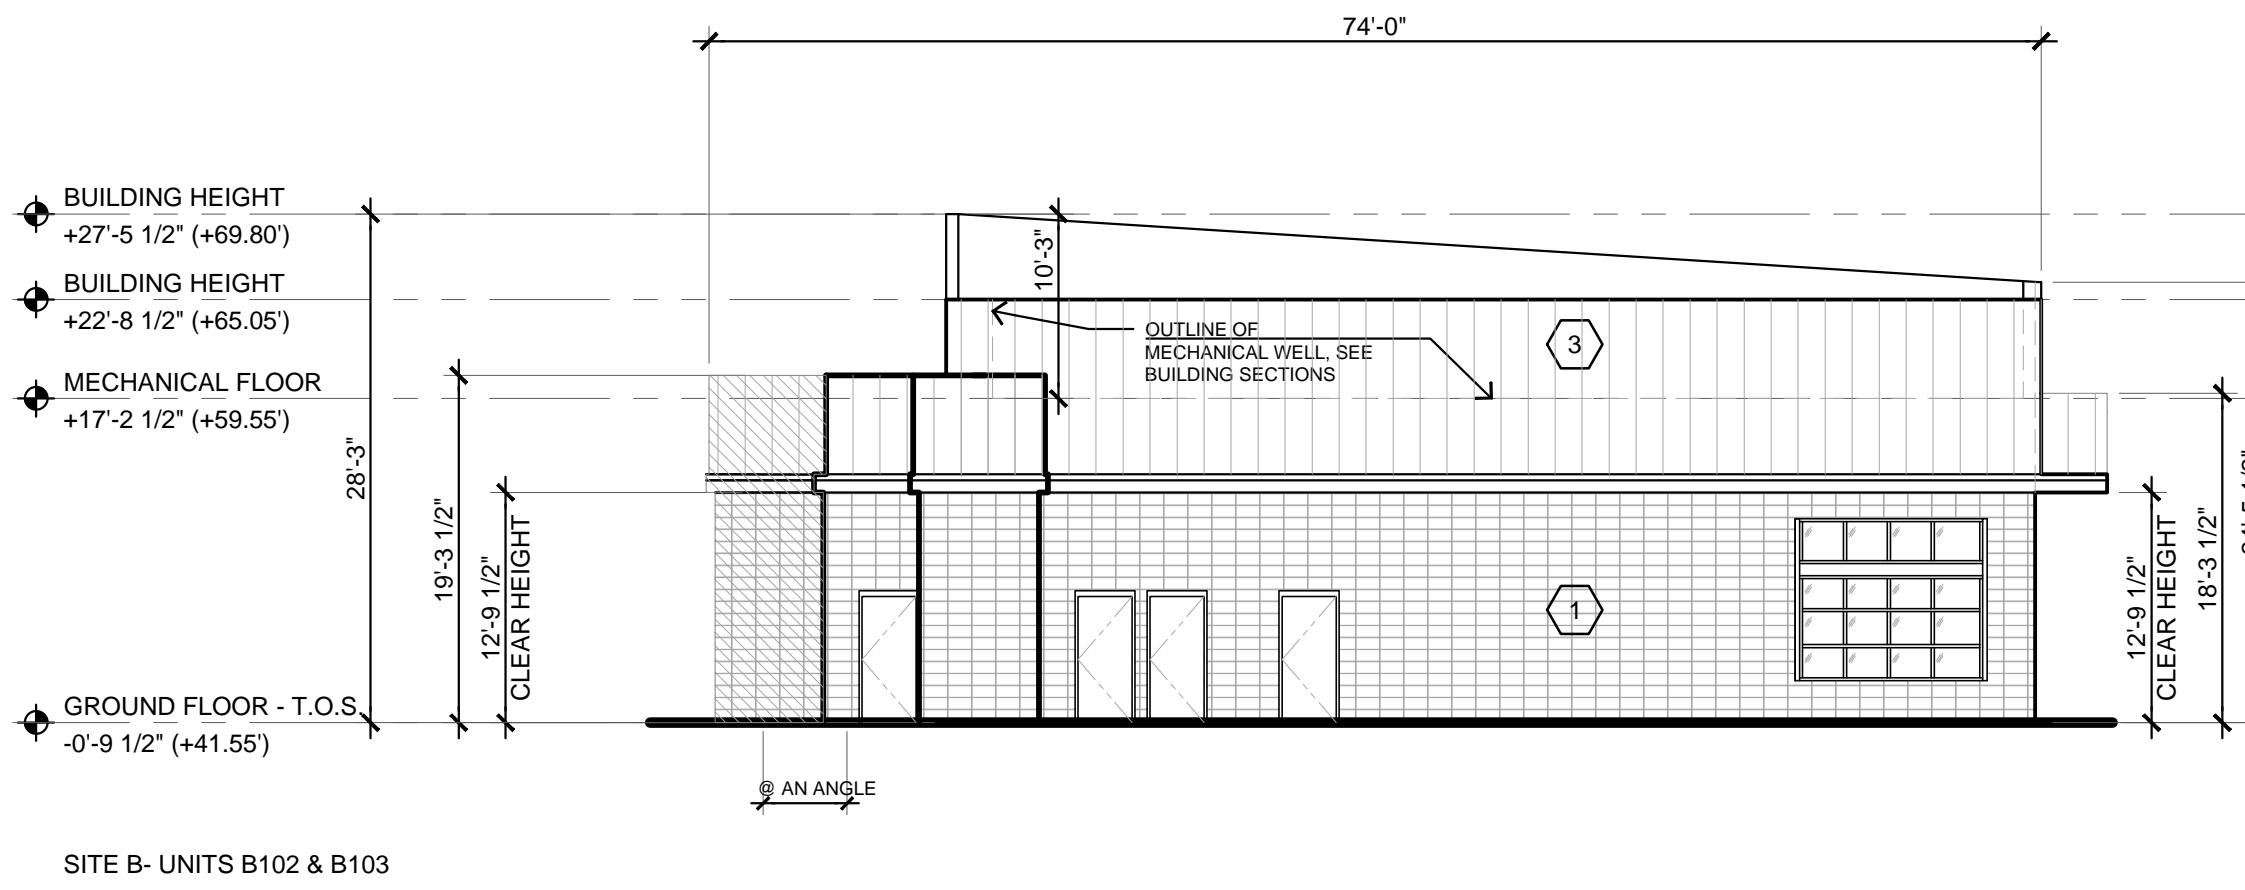 74'-0"
BUILDING HEIGHT
+27'-5 1/2" (+69.80')
BUILDING HEIGHT
+22'-8 1/2" (+65.05')
MECHANICAL FLOOR
+17'-2 1/2" (+59.55')
GROUND FLOOR - T.O.S.
-0'-9 1/2" (+41.55')
28'-3"
19'-3 1/2"
12'-9 1/2"
CLEAR HEIGHT
10'-3"
OUTLINE OF
MECHANICAL WELL, SEE
BUILDING SECTIONS
3
1
12'-9 1/2"
CLEAR HEIGHT
18'-3 1/2"
@ AN ANGLE
SITE B- UNITS B102 & B103